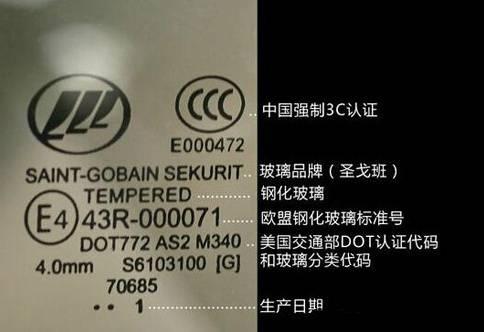 CCC
中国强制3C认证
E000472
SAINT-GOBAIN SEKURIT
玻璃品牌（圣戈班）
TEMPERED
钢化玻璃
E4 43R-000071
欧盟钢化玻璃标准号
DOT772 AS2 M340
美国交通部DOT认证代码
和玻璃分类代码
4.0mm S6103100 [G]
70685
•• 1
生产日期